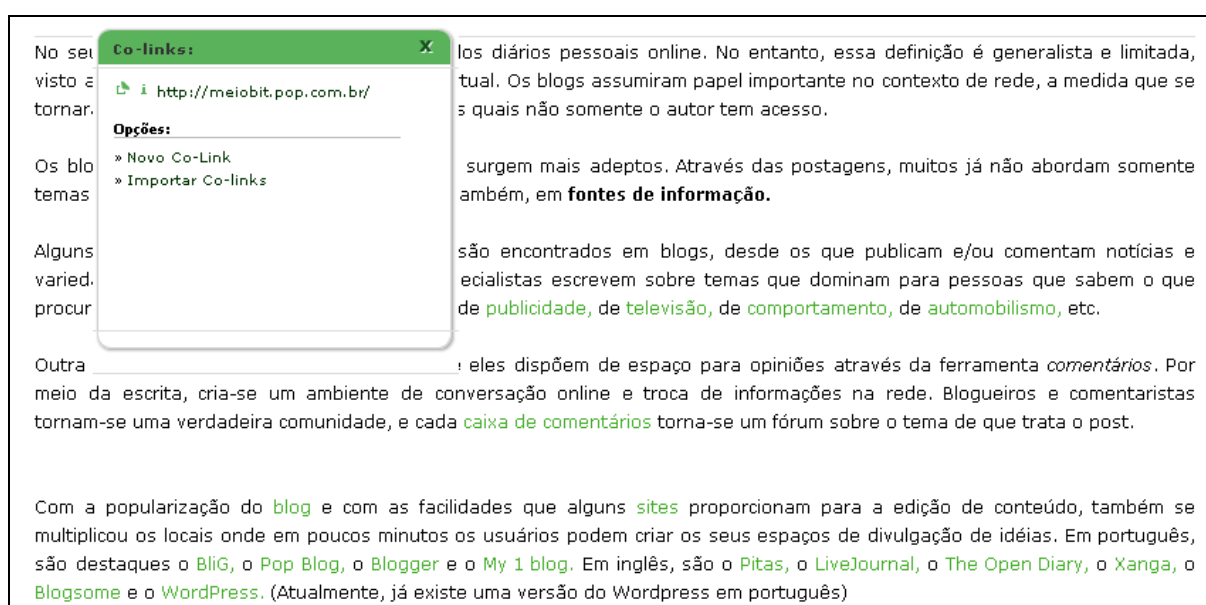 Co-links: X
http://meiobit.pop.com.br/
Opções:
» Novo Co-Link
» Importar Co-links
No seu los diários pessoais online. No entanto, essa definição é generalista e limitada,
visto a tual. Os blogs assumiram papel importante no contexto de rede, a medida que se
tornar s quais não somente o autor tem acesso.
Os blo surgem mais adeptos. Através das postagens, muitos já não abordam somente
temas ambém, em fontes de informação.
Alguns são encontrados em blogs, desde os que publicam e/ou comentam notícias e
varied ecialistas escrevem sobre temas que dominam para pessoas que sabem o que
procur de publicidade, de televisão, de comportamento, de automobilismo, etc.
Outra eles dispõem de espaço para opiniões através da ferramenta comentários. Por
meio da escrita, cria-se um ambiente de conversação online e troca de informações na rede. Blogueiros e comentaristas
tornam-se uma verdadeira comunidade, e cada caixa de comentários torna-se um fórum sobre o tema de que trata o post.
Com a popularização do blog e com as facilidades que alguns sites proporcionam para a edição de conteúdo, também se
multiplicou os locais onde em poucos minutos os usuários podem criar os seus espaços de divulgação de idéias. Em português,
são destaques o BliG, o Pop Blog, o Blogger e o My 1 blog. Em inglês, são o Pitas, o LiveJournal, o The Open Diary, o Xanga, o
Blogsome e o WordPress. (Atualmente, já existe uma versão do Wordpress em português)